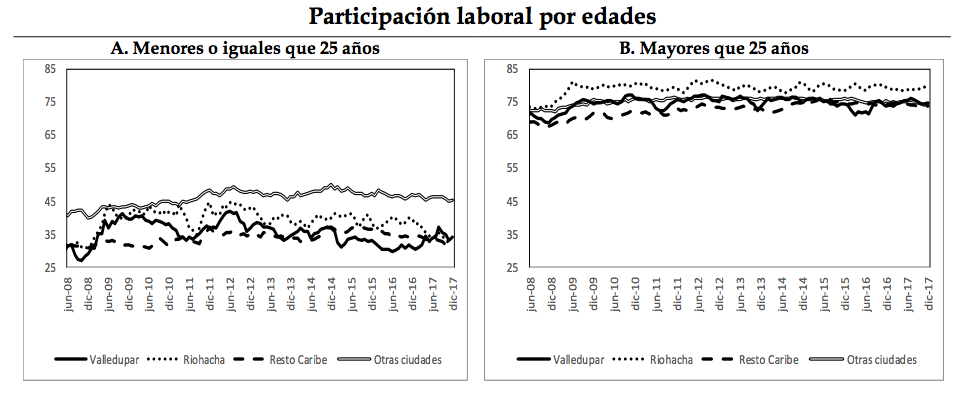 Participación laboral por edades
A. Menores o iguales que 25 años
85
75
65
55
45
35
25
jun-08
dic-08
jun-09
dic-09
jun-10
dic-10
jun-11
dic-11
jun-12
dic-12
jun-13
dic-13
jun-14
dic-14
jun-15
dic-15
jun-16
dic-16
jun-17
dic-17
Valledupar Riohacha Resto Caribe Otras ciudades
B. Mayores que 25 años
85
75
65
55
45
35
25
jun-08
dic-08
jun-09
dic-09
jun-10
dic-10
jun-11
dic-11
jun-12
dic-12
jun-13
dic-13
jun-14
dic-14
jun-15
dic-15
jun-16
dic-16
jun-17
dic-17
Valledupar Riohacha Resto Caribe Otras ciudades